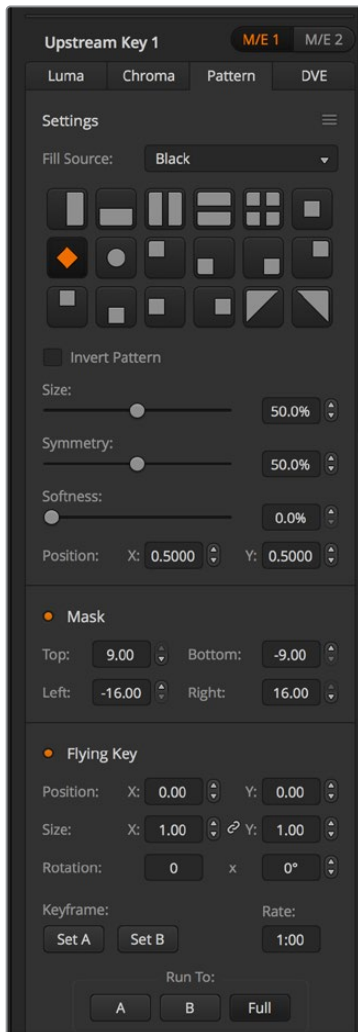 Upstream Key 1 M/E 1 M/E 2
Luma Chroma Pattern DVE
Settings
Fill Source: Black
Invert Pattern
Size:
50.0%
Symmetry:
50.0%
Softness:
0.0%
Position: X: 0.5000 Y: 0.5000
Mask
Top: 9.00 Bottom: -9.00
Left: -16.00 Right: 16.00
Flying Key
Position: X: 0.00 Y: 0.00
Size: X: 1.00 Y: 1.00
Rotation: 0 x 0°
Keyframe: Rate:
Set A Set B 1:00
Run To:
A B Full